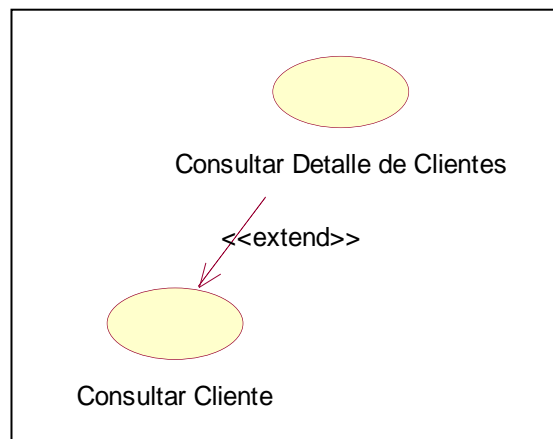 Consultar Detalle de Clientes
<<extend>>
Consultar Cliente